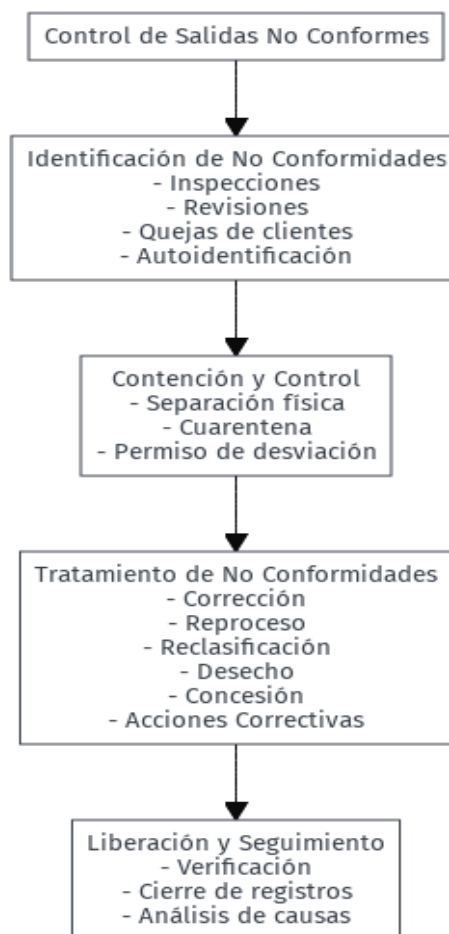 Control de Salidas No Conformes
Identificación de No Conformidades
- Inspecciones
- Revisiones
- Quejas de clientes
- Autoidentificación
Contención y Control
- Separación física
- Cuarentena
- Permiso de desviación
Tratamiento de No Conformidades
- Corrección
- Reproceso
- Reclasificación
- Desecho
- Concesión
- Acciones Correctivas
Liberación y Seguimiento
- Verificación
- Cierre de registros
- Análisis de causas